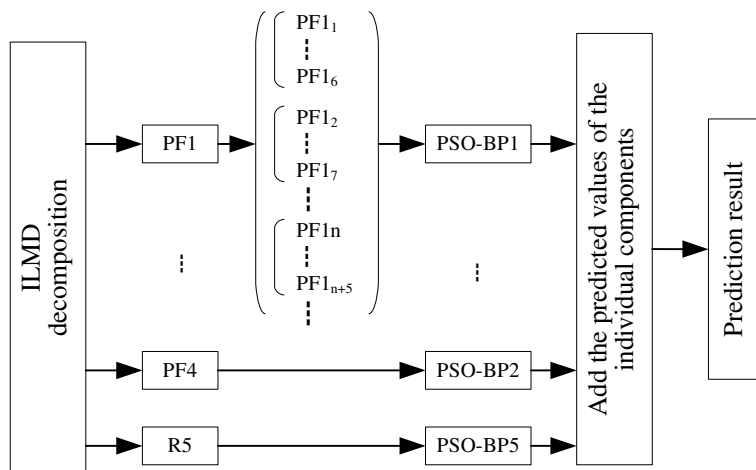 ILMD
decomposition
PF1
PF4
R5
PF1₁
PF1₆
PF1₂
PF1₇
PF1n
PF1ₙ₊₅
PSO-BP1
PSO-BP2
PSO-BP5
Add the predicted values of the
individual components
Prediction result